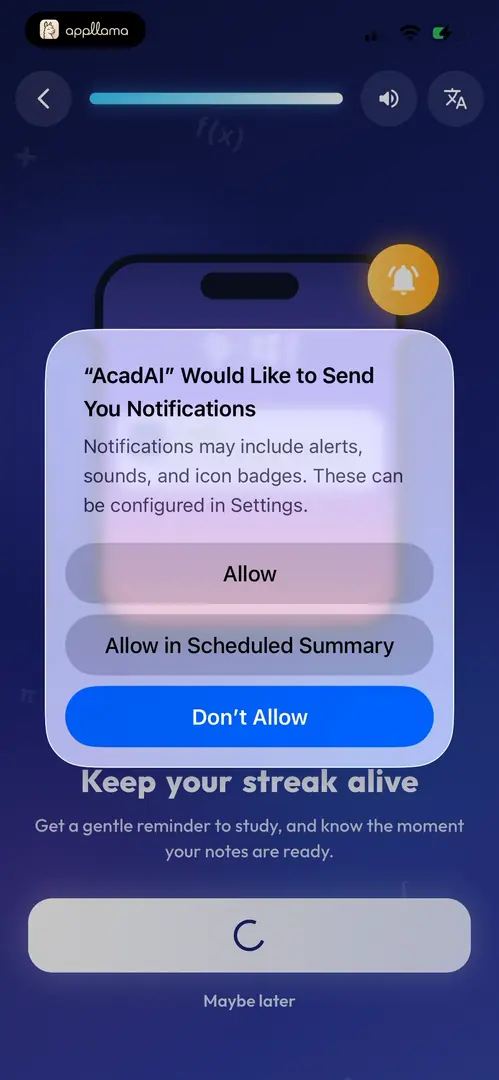 appllama
f(x)
“AcadAI” Would Like to Send
You Notifications
Notifications may include alerts,
sounds, and icon badges. These can
be configured in Settings.
Allow
Allow in Scheduled Summary
Don’t Allow
π
Keep your streak alive
Get a gentle reminder to study, and know the moment
your notes are ready.
Maybe later